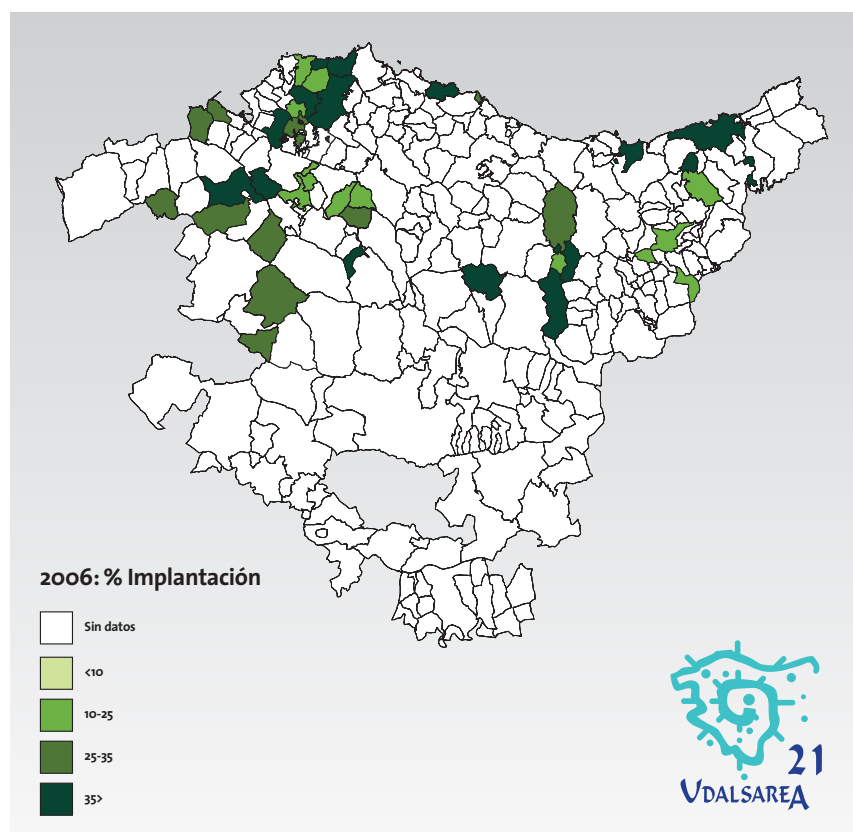 2006: % Implantación
Sin datos
<10
10-25
25-35
35>
21
UDALSAREA